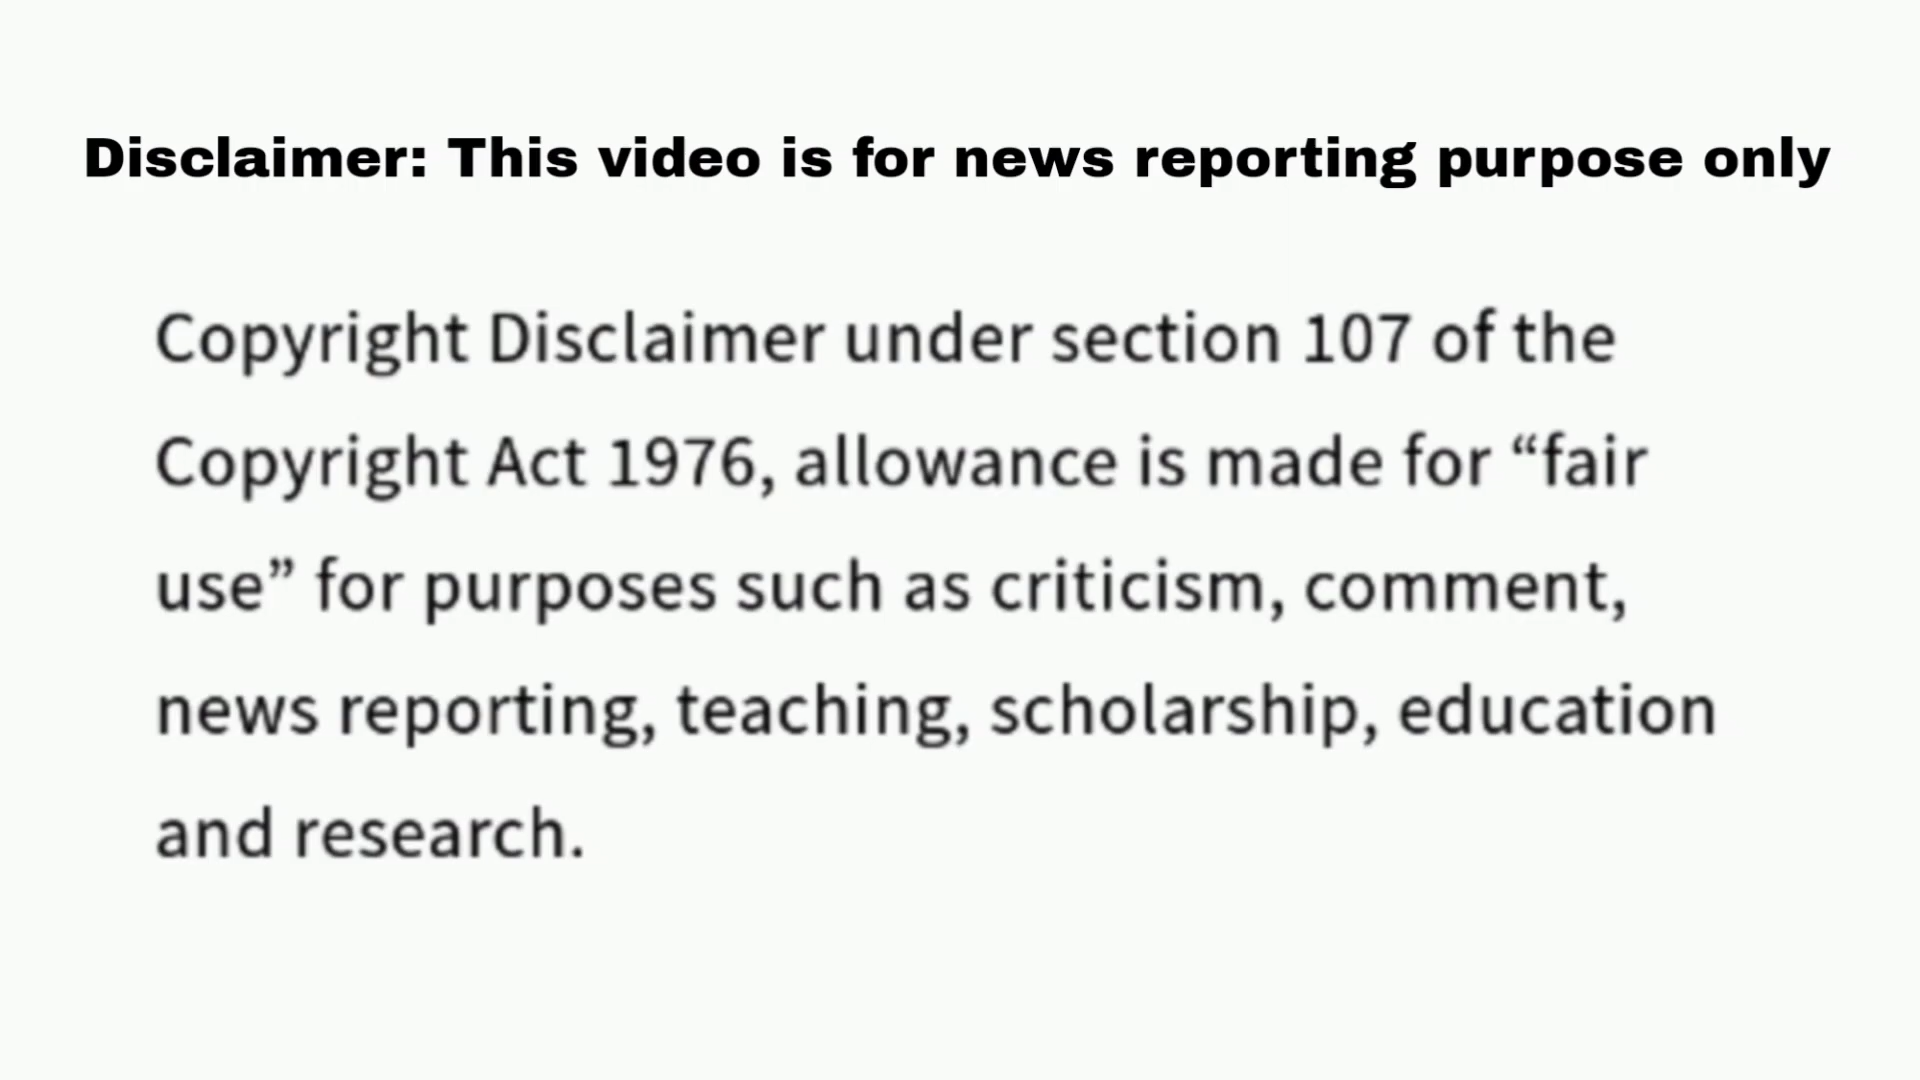 Disclaimer: This video is for news reporting purpose only
Copyright Disclaimer under section 107 of the
Copyright Act 1976, allowance is made for “fair
use” for purposes such as criticism, comment,
news reporting, teaching, scholarship, education
and research.